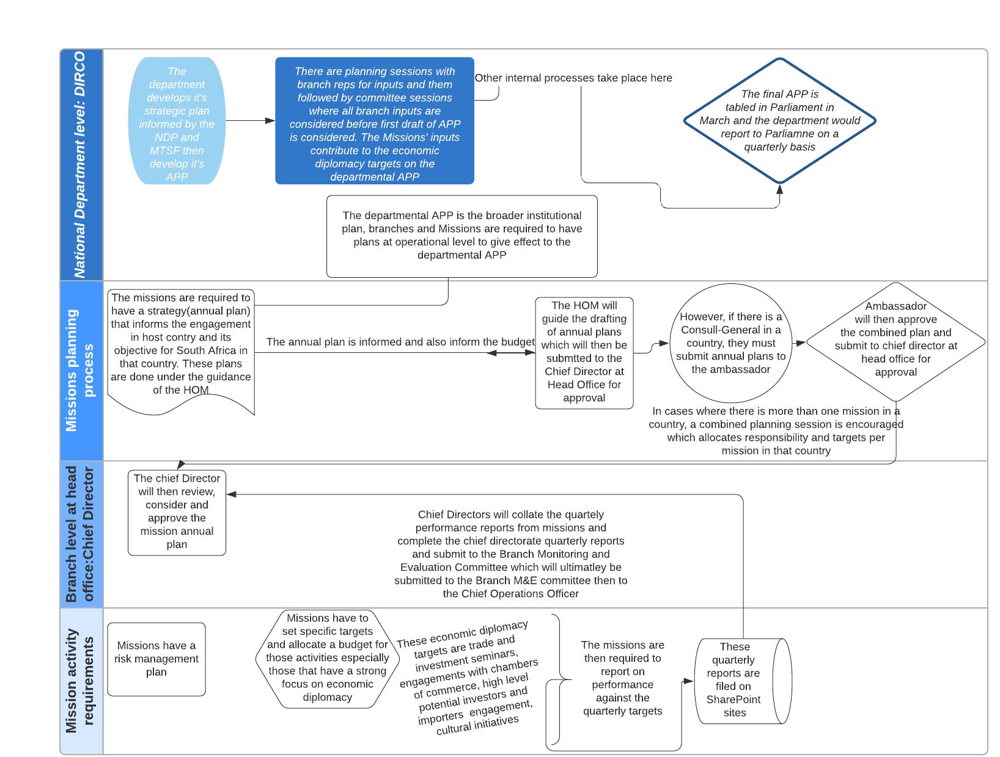 National Department level: DIRCO
The
department
develops it's
strategic plan
informed by the
NDP and
MTSF then
develop it's
APP
There are planning sessions with
branch reps for inputs and them
followed by committee sessions
where all branch inputs are
considered before first draft of APP
is considered. The Missions' inputs
contribute to the economic
diplomacy targets on the
departmental APP
Other internal processes take place here
The final APP is
tabled in Parliament in
March and the department would
report to Parliamne on a
quarterly basis
The departmental APP is the broader institutional
plan, branches and Missions are required to have
plans at operational level to give effect to the
departmental APP
Missions planning
process
The missions are required to
have a strategy(annual plan)
that informs the engagement
in host contry and its
objective for South Africa in
that country. These plans
are done under the guidance
of the HOM
The annual plan is informed and also inform the budget
The HOM will
guide the drafting
of annual plans
which will then be
submtted to the
Chief Director at
Head Office for
approval
However, if there is a
Consull-General in a
country, they must
submit annual plans to
the ambassador
Ambassador
will then approve
the combined plan and
submit to chief director at
head office for
approval
In cases where there is more than one mission in a
country, a combined planning session is encouraged
which allocates responsibility and targets per
mission in that country
Branch level at head
office:Chief Director
The chief Director
will then review,
consider and
approve the
mission annual
plan
Chief Directors will collate the quartely
performance reports from missions and
complete the chief directorate quarterly reports
and submit to the Branch Monitoring and
Evaluation Committee which will ultimatley be
submitted to the Branch M&E committee then to
the Chief Operations Officer
Mission activity
requirements
Missions have a
risk management
plan
Missions have to
set specific targets
and allocate a budget for
those activities especially
those that have a strong
focus on economic
diplomacy
These economic diplomacy
targets are trade and
investment seminars,
engagements with chambers
of commerce, high level
potential investors and
importers engagement,
cultural initiatives
The missions are
then required to
report on
performance
against the
quarterly targets
These
quarterly
reports are
filed on
SharePoint
sites